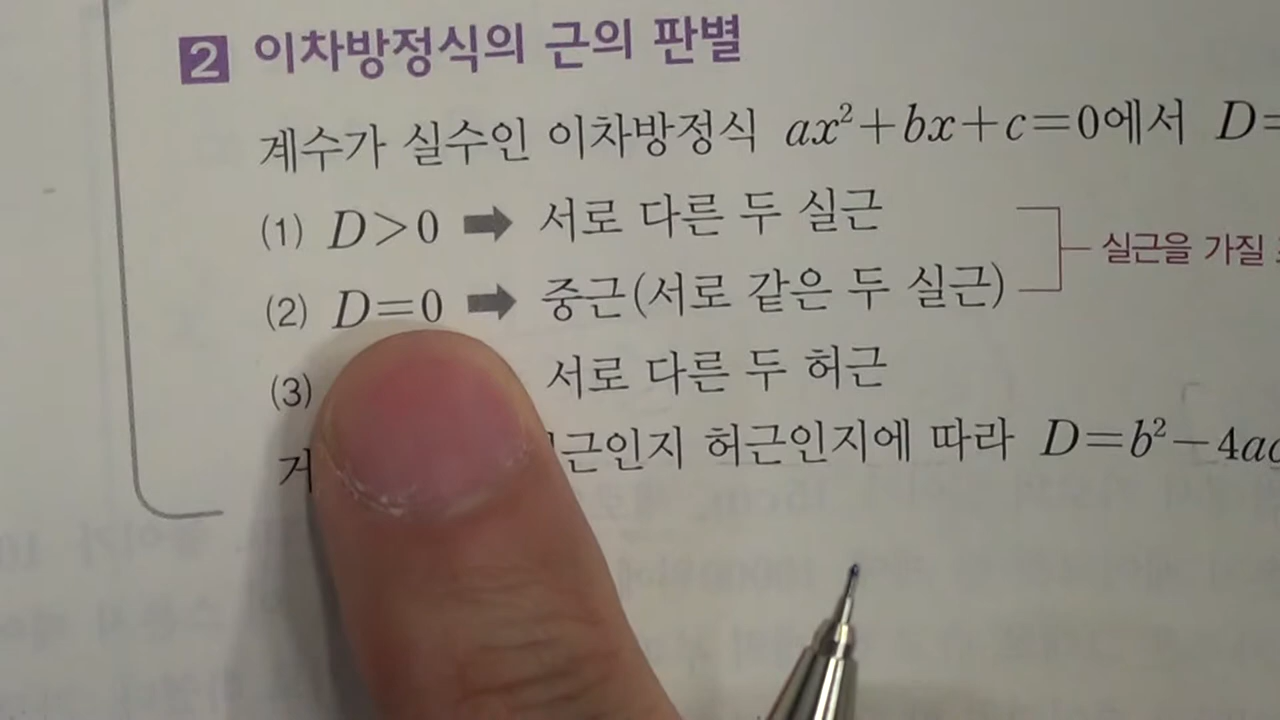 2 이차방정식의 근의 판별
계수가 실수인 이차방정식 ax²+bx+c=0에서 D=
(1) D>0 ➡ 서로 다른 두 실근
(2) D=0 ➡ 중근(서로 같은 두 실근)
실근을 가질
(3) 서로 다른 두 허근
근인지 허근인지에 따라 D=b²-4ac